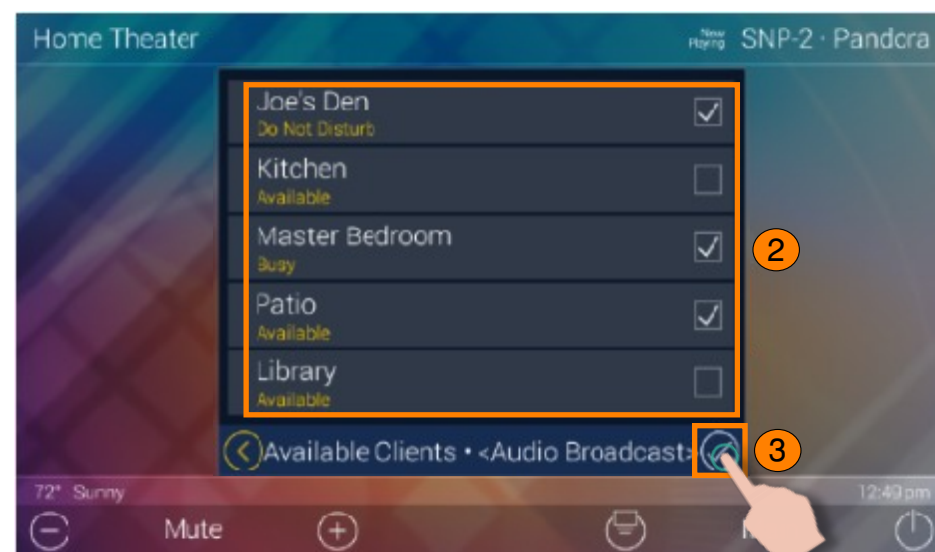 Home Theater
Now Playing SNP-2 · Pandora
Joe's Den
Do Not Disturb
Kitchen
Available
Master Bedroom
Busy
2
Patio
Available
Library
Available
Available Clients • <Audio Broadcast>
3
72° Sunny
12:49 pm
Mute